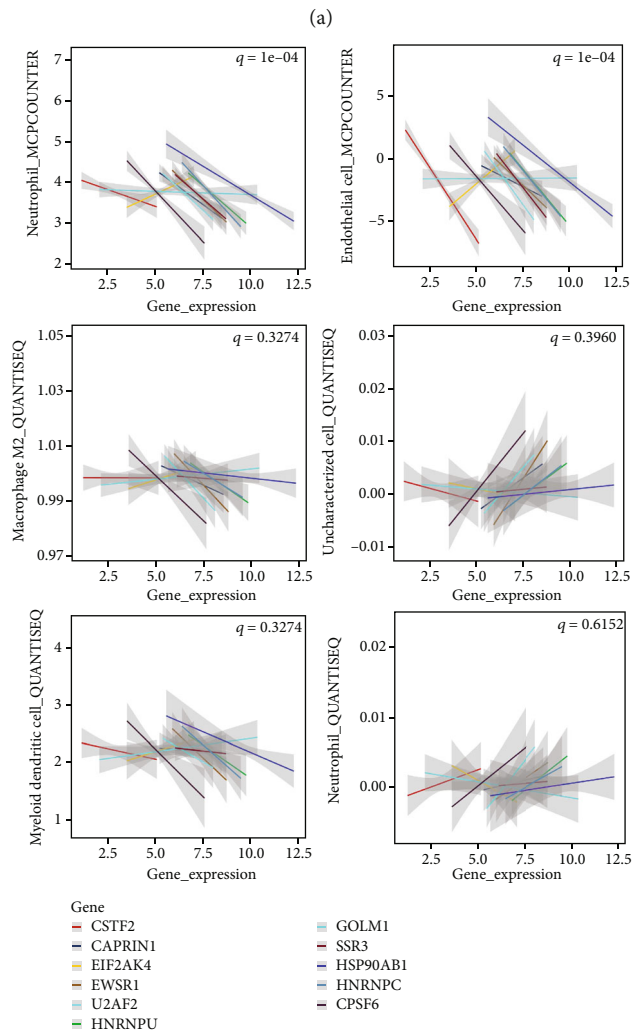 (a)
q = 1e–04
7
6
5
4
3
2
Neutrophil_MCPCOUNTER
2.5 5.0 7.5 10.0 12.5
Gene_expression
q = 1e–04
5
0
−5
Endothelial cell_MCPCOUNTER
2.5 5.0 7.5 10.0 12.5
Gene_expression
q = 0.3274
1.05
1.03
1.01
0.99
0.97
Macrophage M2_QUANTISEQ
2.5 5.0 7.5 10.0 12.5
Gene_expression
q = 0.3960
0.03
0.02
0.01
0.00
−0.01
Uncharacterized cell_QUANTISEQ
2.5 5.0 7.5 10.0 12.5
Gene_expression
q = 0.3274
4
3
2
1
Myeloid dendritic cell_QUANTISEQ
2.5 5.0 7.5 10.0 12.5
Gene_expression
q = 0.6152
0.02
0.01
0.00
Neutrophil_QUANTISEQ
2.5 5.0 7.5 10.0 12.5
Gene_expression
Gene
CSTF2
CAPRIN1
EIF2AK4
EWSR1
U2AF2
HNRNPU
GOLM1
SSR3
HSP90AB1
HNRNPC
CPSF6